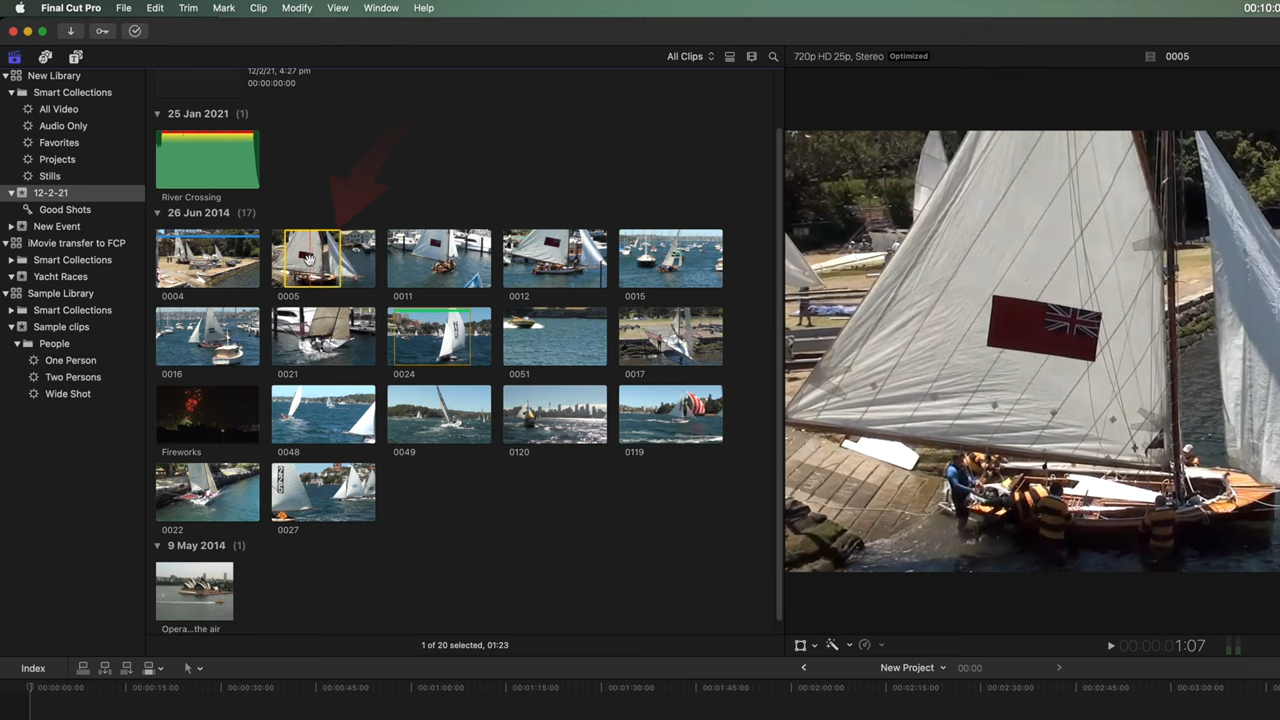 Final Cut Pro File Edit Trim Mark Clip Modify View Window Help
00:10:0
All Clips
720p HD 25p, Stereo Optimized
0005
New Library
Smart Collections
All Video
Audio Only
Favorites
Projects
Stills
12-2-21
Good Shots
New Event
iMovie transfer to FCP
Smart Collections
Yacht Races
Sample Library
Smart Collections
Sample clips
People
One Person
Two Persons
Wide Shot
12/2/21, 4:27 pm
00:00:00:00
25 Jan 2021 (1)
River Crossing
26 Jun 2014 (17)
0004 0005 0011 0012 0015
0016 0021 0024 0051 0017
Fireworks 0048 0049 0120 0119
0022 0027
9 May 2014 (1)
Opera...the air
1 of 20 selected, 01:23
00:00:01:07
Index
New Project 00:00
00:00:00:00 00:00:15:00 00:00:30:00 00:00:45:00 00:01:00:00 00:01:15:00 00:01:30:00 00:01:45:00 00:02:00:00 00:02:15:00 00:02:30:00 00:02:45:00 00:03:00:00